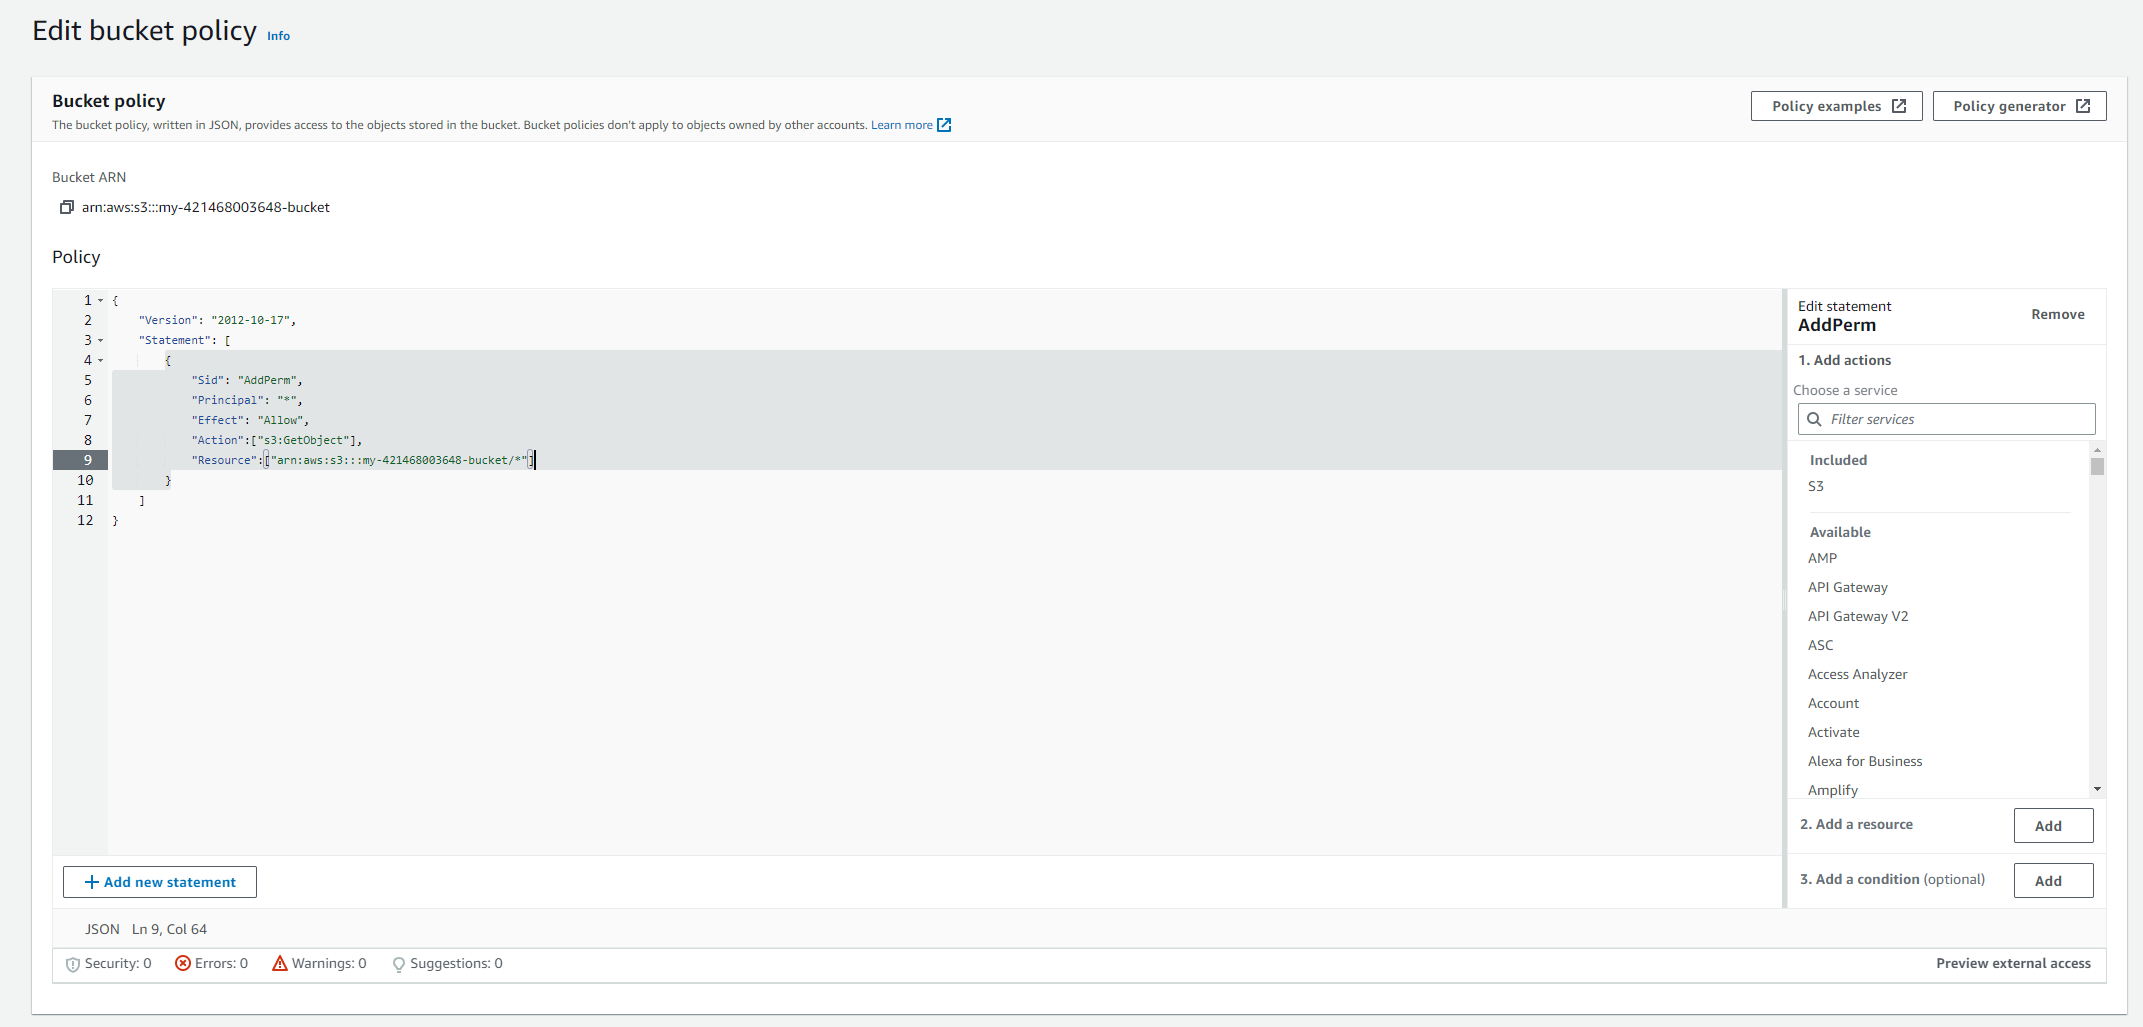 Edit bucket policy Info
Bucket policy
The bucket policy, written in JSON, provides access to the objects stored in the bucket. Bucket policies don't apply to objects owned by other accounts. Learn more
Policy examples
Policy generator
Bucket ARN
arn:aws:s3:::my-421468003648-bucket
Policy
1 {
2 "Version": "2012-10-17",
3 "Statement": [
4 {
5 "Sid": "AddPerm",
6 "Principal": "*",
7 "Effect": "Allow",
8 "Action":["s3:GetObject"],
9 "Resource":["arn:aws:s3:::my-421468003648-bucket/*"]
10 }
11 ]
12 }
+ Add new statement
JSON Ln 9, Col 64
Security: 0 Errors: 0 Warnings: 0 Suggestions: 0
Preview external access
Edit statement
AddPerm
Remove
1. Add actions
Choose a service
Filter services
Included
S3
Available
AMP
API Gateway
API Gateway V2
ASC
Access Analyzer
Account
Activate
Alexa for Business
Amplify
2. Add a resource
Add
3. Add a condition (optional)
Add